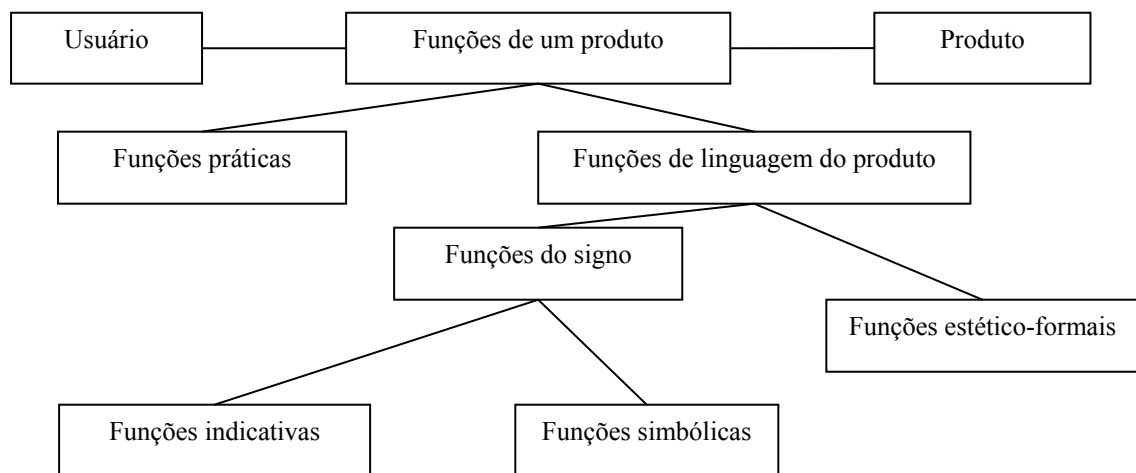 Usuário
Funções de um produto
Produto
Funções práticas
Funções de linguagem do produto
Funções do signo
Funções estético-formais
Funções indicativas
Funções simbólicas